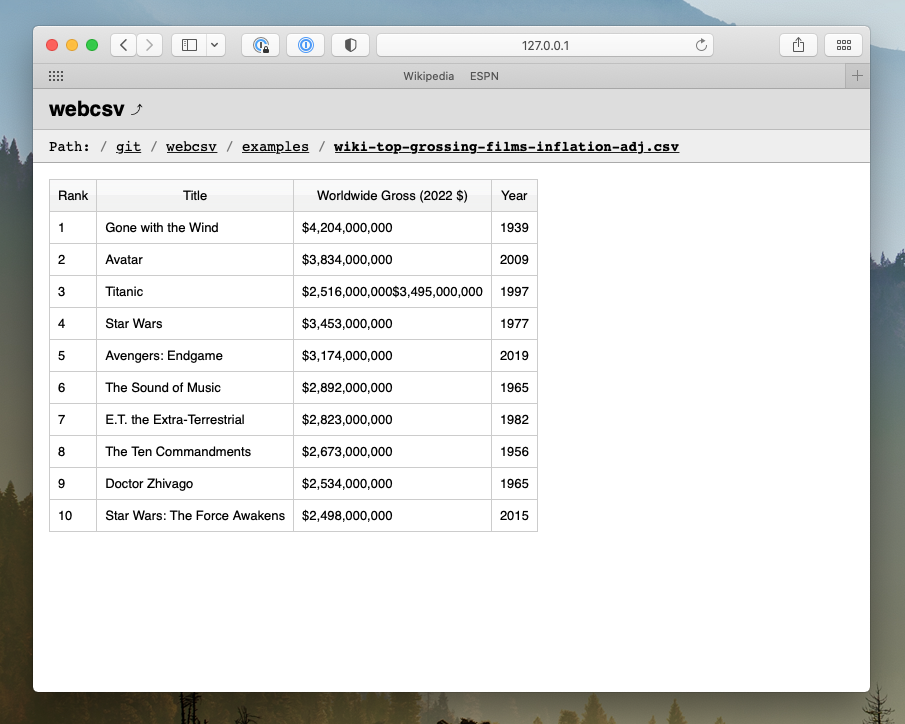 127.0.0.1
Wikipedia ESPN
webcsv ⤴
Path: / git / webcsv / examples / wiki-top-grossing-films-inflation-adj.csv
Rank Title Worldwide Gross (2022 $) Year
1 Gone with the Wind $4,204,000,000 1939
2 Avatar $3,834,000,000 2009
3 Titanic $2,516,000,000$3,495,000,000 1997
4 Star Wars $3,453,000,000 1977
5 Avengers: Endgame $3,174,000,000 2019
6 The Sound of Music $2,892,000,000 1965
7 E.T. the Extra-Terrestrial $2,823,000,000 1982
8 The Ten Commandments $2,673,000,000 1956
9 Doctor Zhivago $2,534,000,000 1965
10 Star Wars: The Force Awakens $2,498,000,000 2015